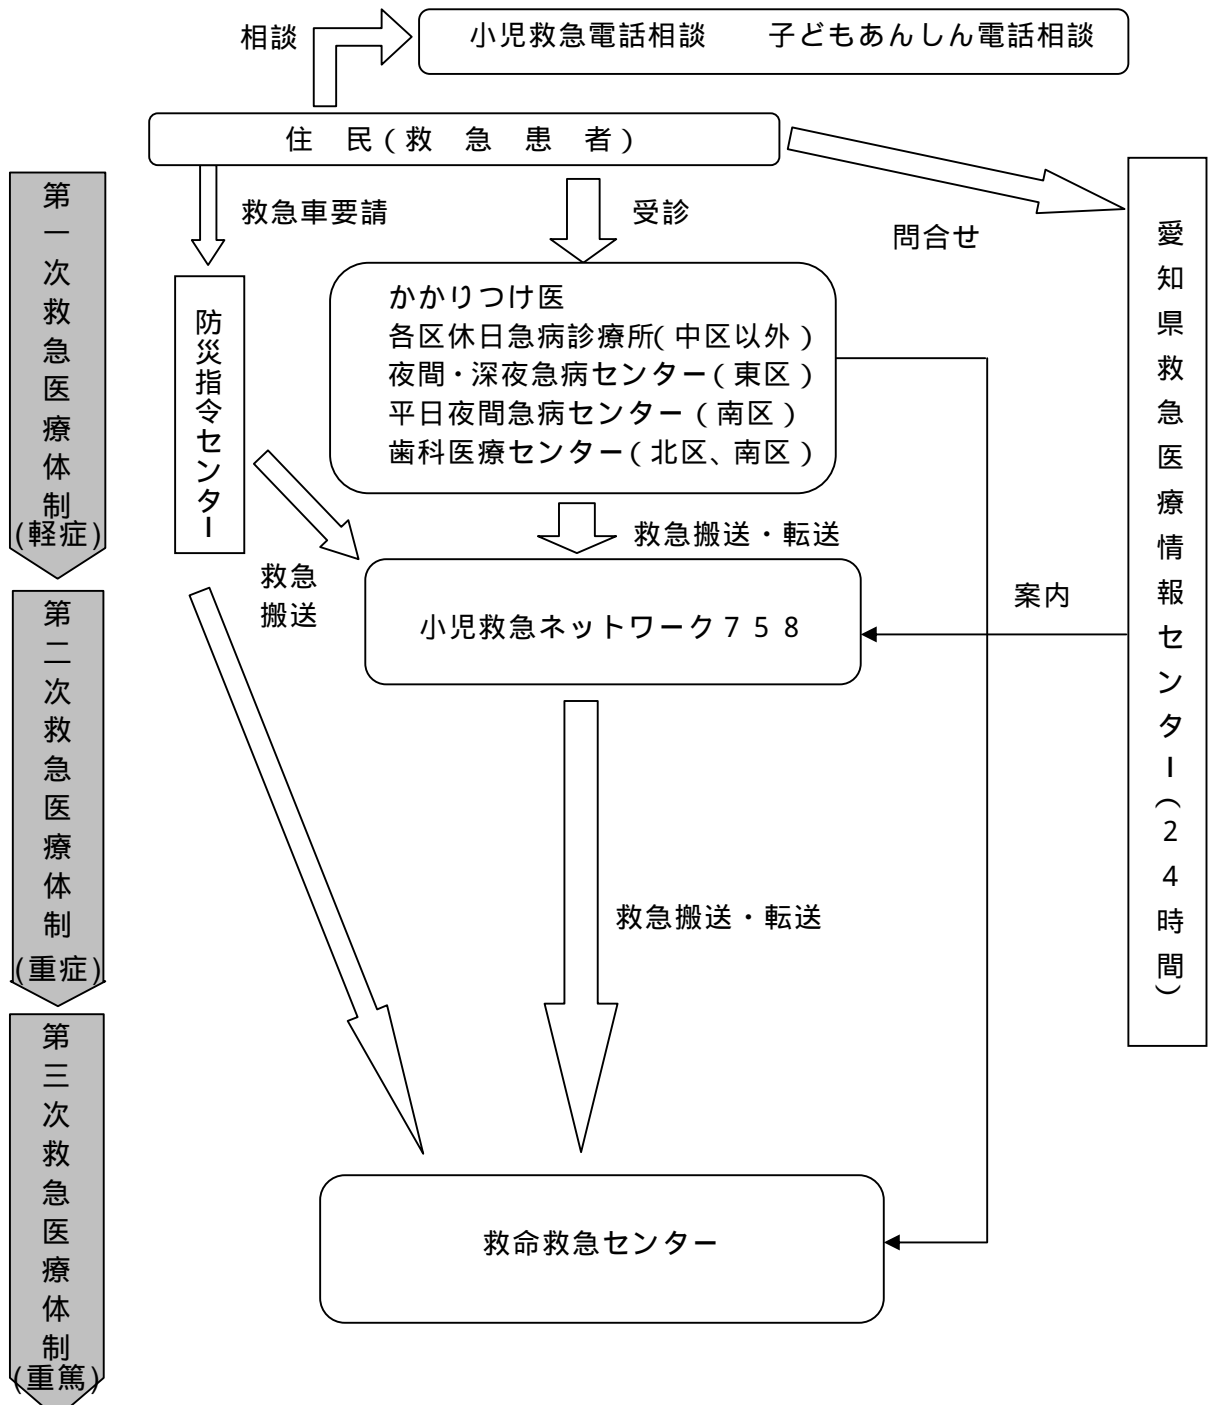 相談
小児救急電話相談　　子どもあんしん電話相談
住　民(救　急　患　者)
救急車要請
受診
問合せ
第一次救急医療体制
(軽症)
防災指令センター
かかりつけ医
各区休日急病診療所(中区以外)
夜間・深夜急病センター(東区)
平日夜間急病センター(南区)
歯科医療センター(北区、南区)
愛知県救急医療情報センター(24時間)
救急搬送・転送
救急
搬送
案内
第二次救急医療体制
(重症)
小児救急ネットワーク758
救急搬送・転送
第三次救急医療体制
(重篤)
救命救急センター